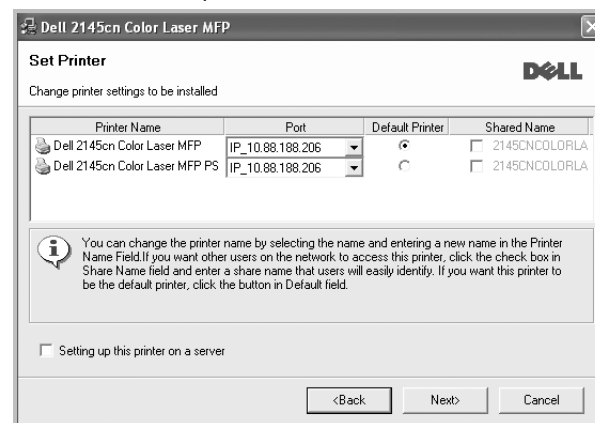 Dell 2145cn Color Laser MFP
Set Printer
Change printer settings to be installed
DELL
Printer Name Port Default Printer Shared Name
Dell 2145cn Color Laser MFP IP_10.88.188.206 2145CNCOLORLA
Dell 2145cn Color Laser MFP PS IP_10.88.188.206 2145CNCOLORLA
You can change the printer name by selecting the name and entering a new name in the Printer
Name Field.If you want other users on the network to access this printer, click the check box in
Share Name field and enter a share name that users will easily identify. If you want this printer to
be the default printer, click the button in Default field.
Setting up this printer on a server
<Back Next> Cancel